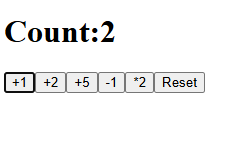 Count:2
+1 +2 +5 -1 *2 Reset